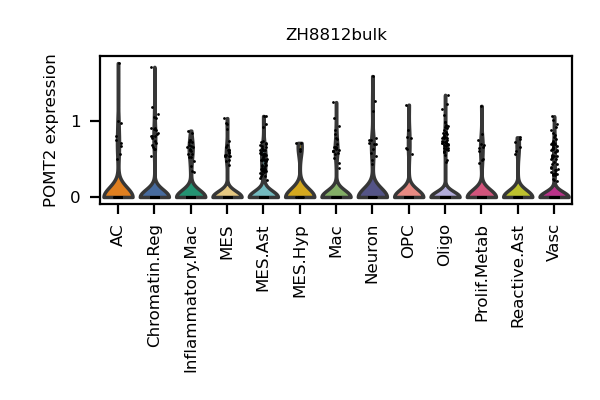 ZH8812bulk
POMT2 expression
1
0
AC
Chromatin.Reg
Inflammatory.Mac
MES
MES.Ast
MES.Hyp
Mac
Neuron
OPC
Oligo
Prolif.Metab
Reactive.Ast
Vasc